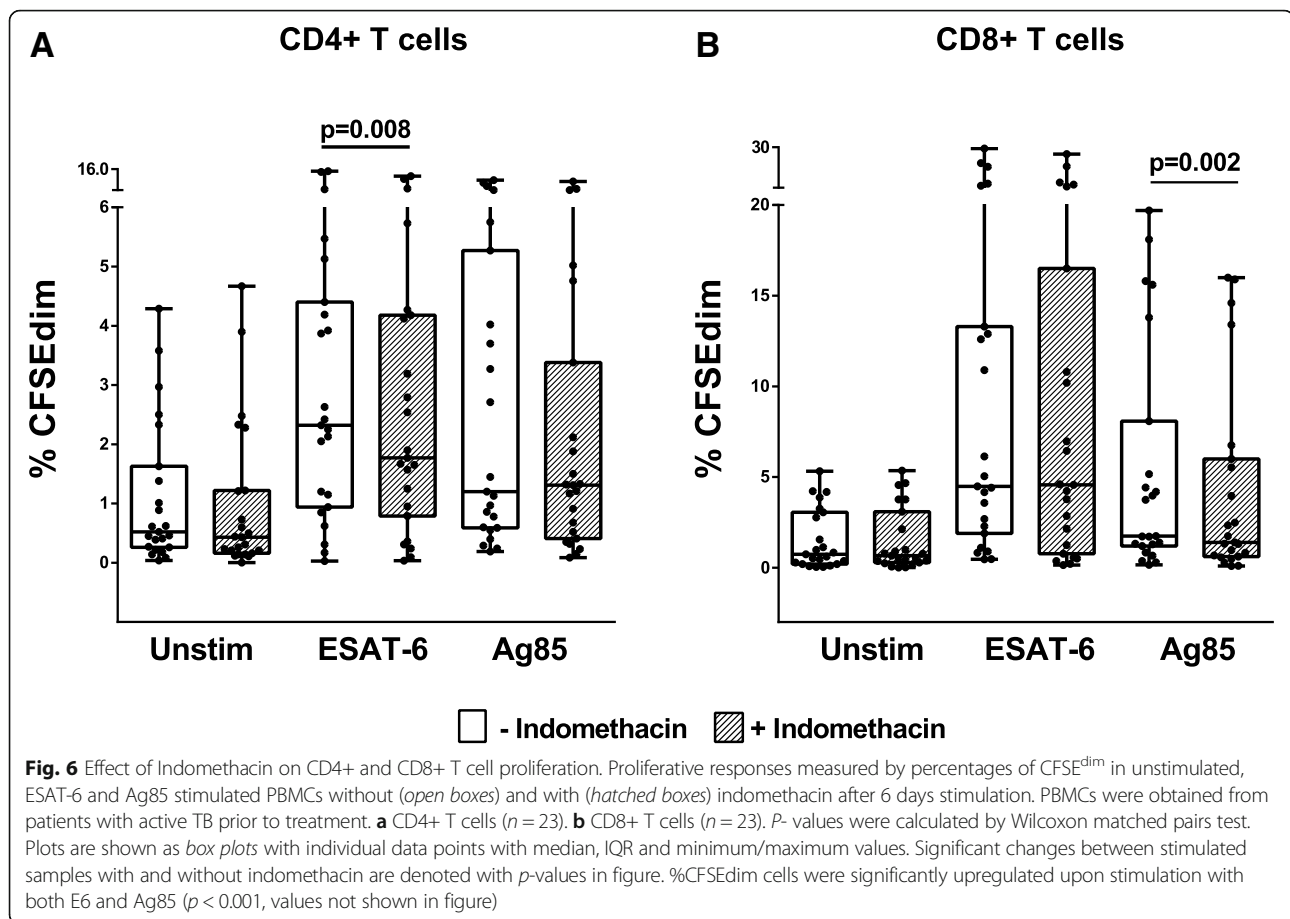 A
CD4+ T cells
p=0.008
16.0
6
5
4
3
2
1
0
% CFSEdim
Unstim
ESAT-6
Ag85
B
CD8+ T cells
p=0.002
30
20
15
10
5
0
% CFSEdim
Unstim
ESAT-6
Ag85
- Indomethacin
+ Indomethacin
Fig. 6 Effect of Indomethacin on CD4+ and CD8+ T cell proliferation. Proliferative responses measured by percentages of CFSEdim in unstimulated,
ESAT-6 and Ag85 stimulated PBMCs without (open boxes) and with (hatched boxes) indomethacin after 6 days stimulation. PBMCs were obtained from
patients with active TB prior to treatment. a CD4+ T cells (n = 23). b CD8+ T cells (n = 23). P- values were calculated by Wilcoxon matched pairs test.
Plots are shown as box plots with individual data points with median, IQR and minimum/maximum values. Significant changes between stimulated
samples with and without indomethacin are denoted with p-values in figure. %CFSEdim cells were significantly upregulated upon stimulation with
both E6 and Ag85 (p < 0.001, values not shown in figure)